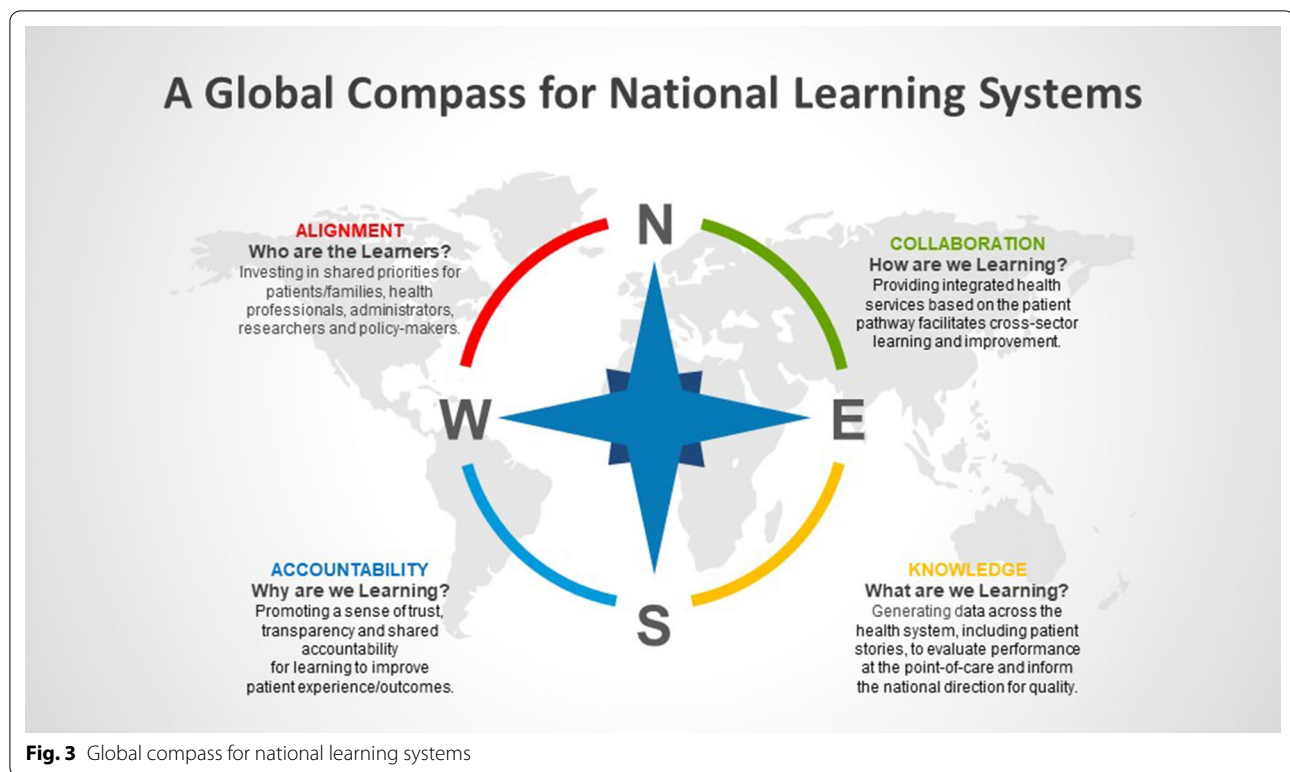 A Global Compass for National Learning Systems
N
ALIGNMENT
Who are the Learners?
Investing in shared priorities for
patients/families, health
professionals, administrators,
researchers and policy-makers.
COLLABORATION
How are we Learning?
Providing integrated health
services based on the patient
pathway facilitates cross-sector
learning and improvement.
W
E
ACCOUNTABILITY
Why are we Learning?
Promoting a sense of trust,
transparency and shared
accountability
for learning to improve
patient experience/outcomes.
S
KNOWLEDGE
What are we Learning?
Generating data across the
health system, including patient
stories, to evaluate performance
at the point-of-care and inform
the national direction for quality.
Fig. 3 Global compass for national learning systems